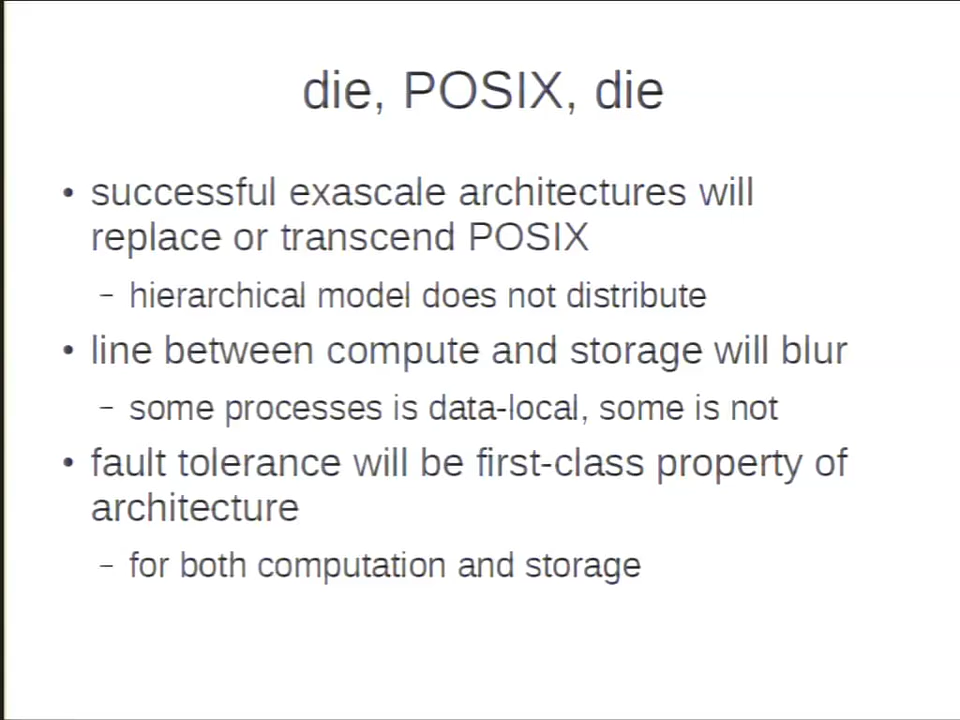 die, POSIX, die
• successful exascale architectures will
replace or transcend POSIX
– hierarchical model does not distribute
• line between compute and storage will blur
– some processes is data-local, some is not
• fault tolerance will be first-class property of
architecture
– for both computation and storage